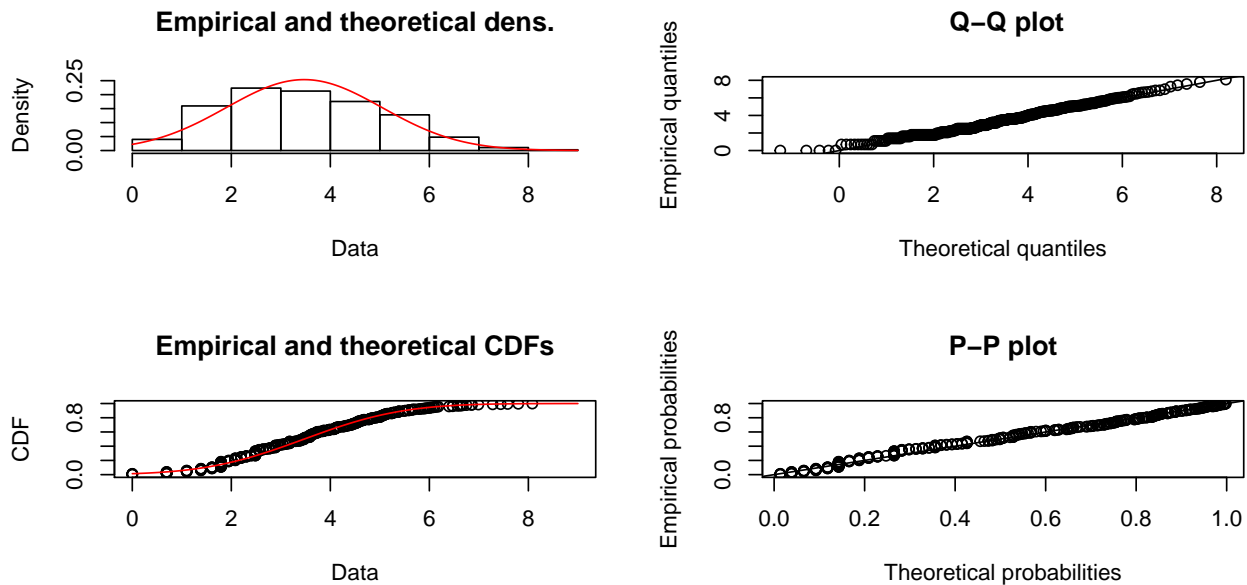 Empirical and theoretical dens.
Density
0.00
0.25
0
2
4
6
8
Data
Q−Q plot
Empirical quantiles
0
4
8
0
2
4
6
8
Theoretical quantiles
Empirical and theoretical CDFs
CDF
0.0
0.8
0
2
4
6
8
Data
P−P plot
Empirical probabilities
0.0
0.8
0.0
0.2
0.4
0.6
0.8
1.0
Theoretical probabilities